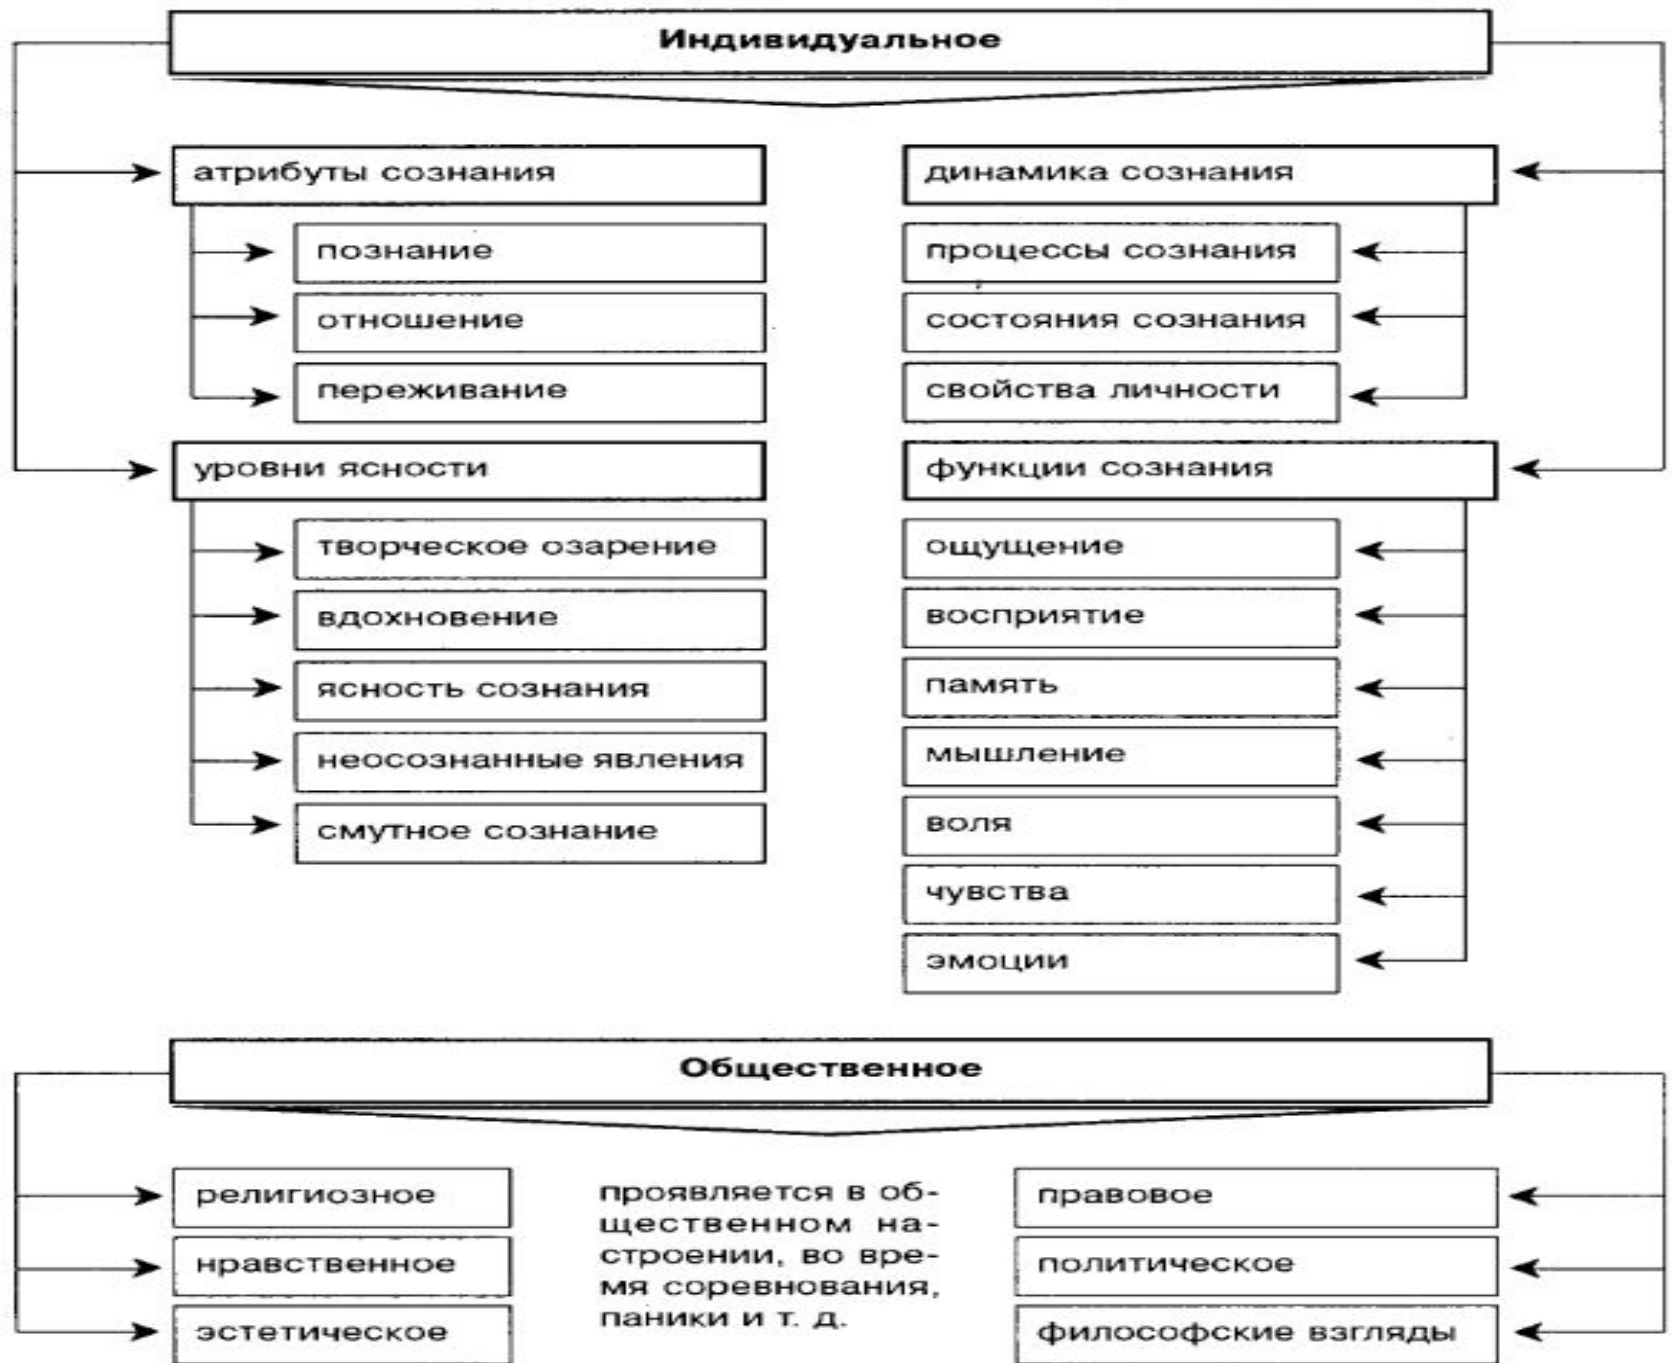 Индивидуальное
атрибуты сознания
познание
отношение
переживание
уровни ясности
творческое озарение
вдохновение
ясность сознания
неосознанные явления
смутное сознание
динамика сознания
процессы сознания
состояния сознания
свойства личности
функции сознания
ощущение
восприятие
память
мышление
воля
чувства
эмоции
Общественное
религиозное
нравственное
эстетическое
проявляется в об-
щественном на-
строении, во вре-
мя соревнования,
паники и т. д.
правовое
политическое
философские взгляды